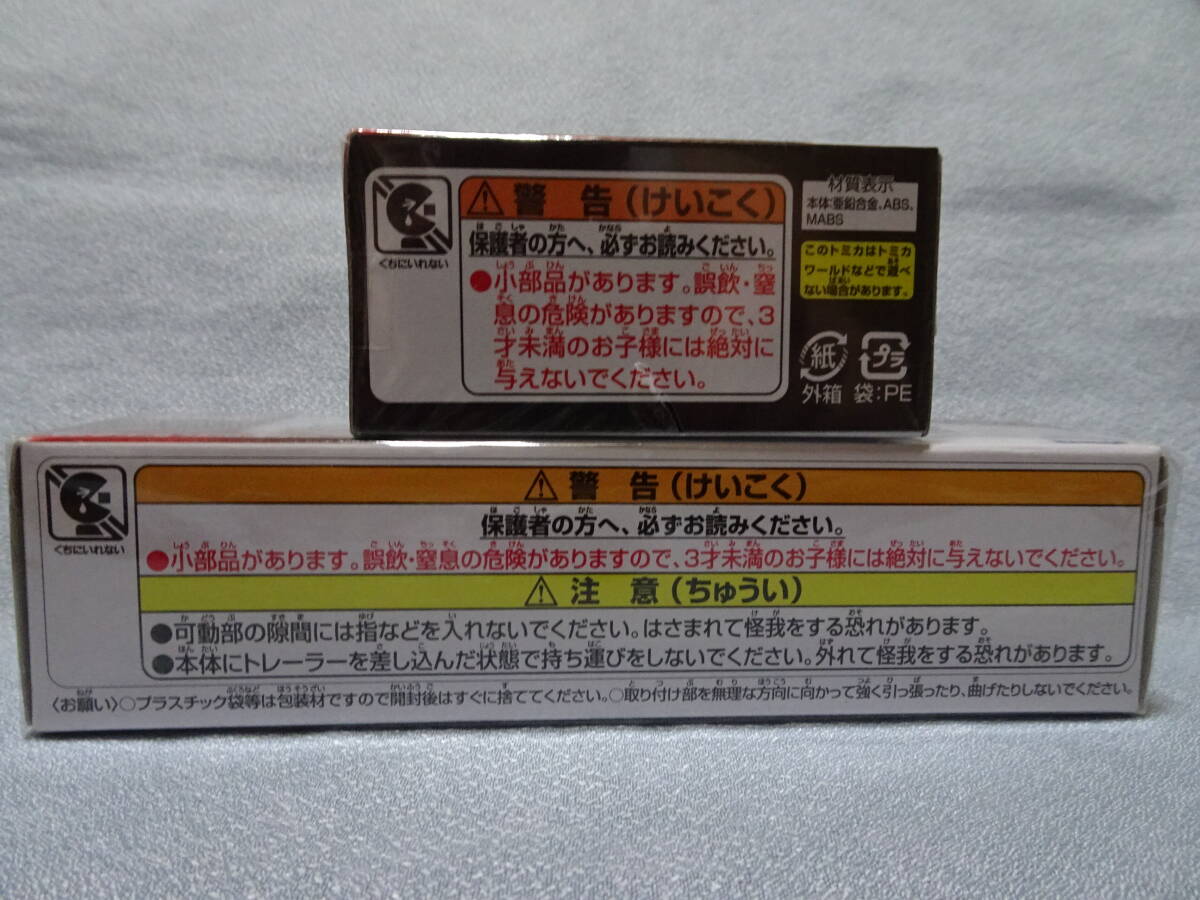 くちにいれない
警 告(けいこく)
保護者の方へ、必ずお読みください。
●小部品があります。誤飲・窒
息の危険がありますので、3
才未満のお子様には絶対に
与えないでください。
材質表示
本体:亜鉛合金、ABS、
MABS
このトミカはトミカ
ワールドなどで遊べ
ない場合があります。
紙 プラ
外箱 袋:PE
くちにいれない
警 告(けいこく)
保護者の方へ、必ずお読みください。
●小部品があります。誤飲・窒息の危険がありますので、3才未満のお子様には絶対に与えないでください。
注 意(ちゅうい)
●可動部の隙間には指などを入れないでください。はさまれて怪我をする恐れがあります。
●本体にトレーラーを差し込んだ状態で持ち運びをしないでください。外れて怪我をする恐れがあります。
〈お願い〉○プラスチック袋等は包装材ですので開封後はすぐに捨ててください。○取り付け部を無理な方向に向かって強く引っ張ったり、曲げたりしないでください。